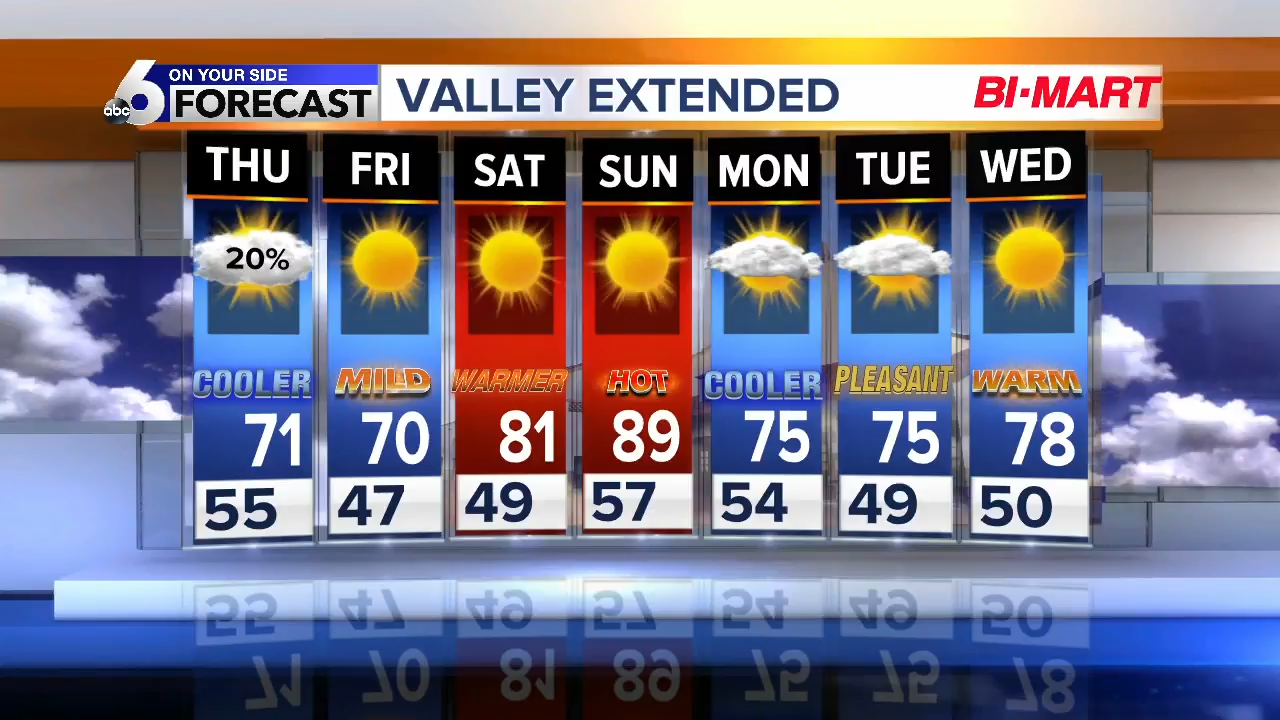 abc 6
ON YOUR SIDE
FORECAST
VALLEY EXTENDED
BI-MART
THU FRI SAT SUN MON TUE WED
20%
COOLER MILD WARMER HOT COOLER PLEASANT WARM
71 70 81 89 75 75 78
55 47 49 57 54 49 50